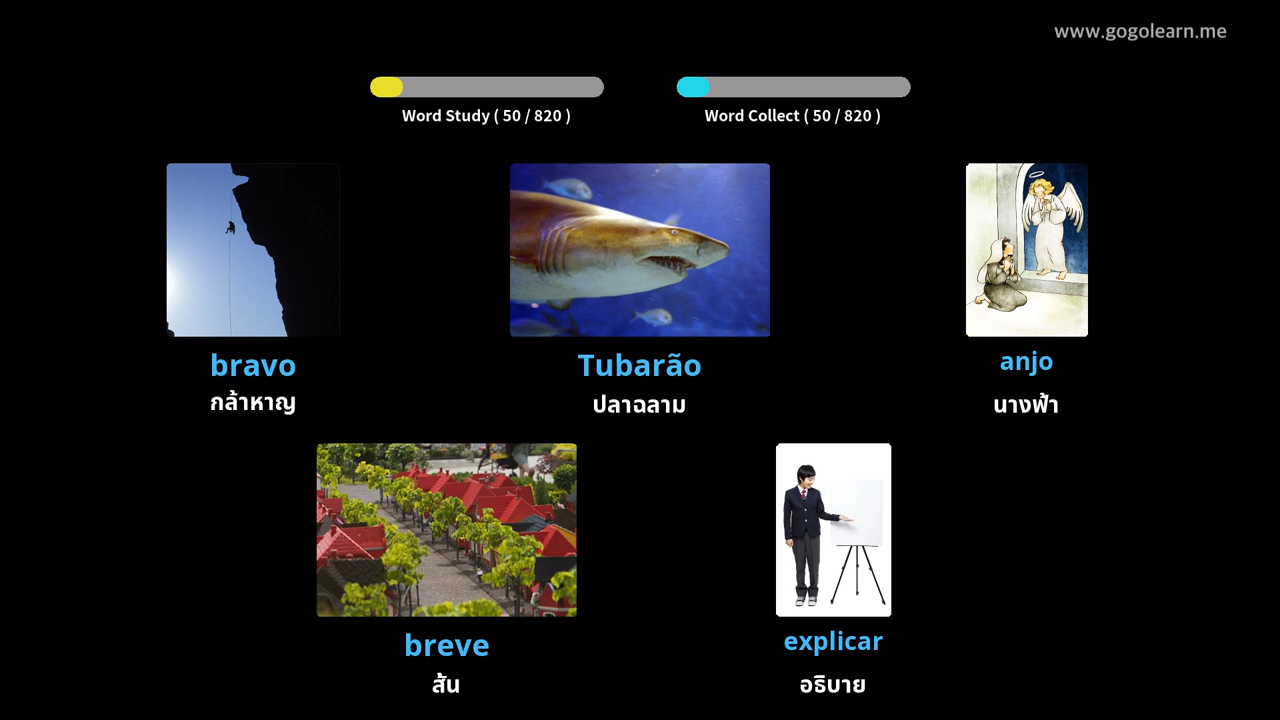 www.gogolearn.me
Word Study ( 50 / 820 )
Word Collect ( 50 / 820 )
bravo
กล้าหาญ
Tubarão
ปลาฉลาม
anjo
นางฟ้า
breve
ส้น
explicar
อธิบาย